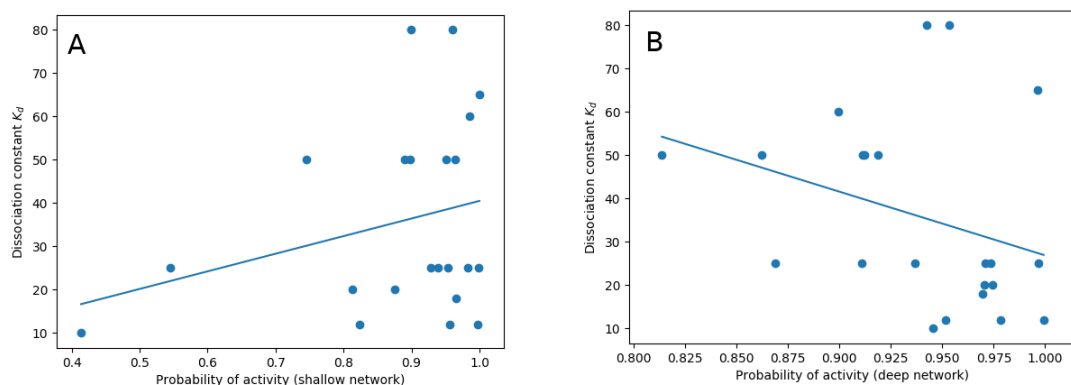 A
Dissociation constant K_d
80
70
60
50
40
30
20
10
0.4 0.5 0.6 0.7 0.8 0.9 1.0
Probability of activity (shallow network)
B
Dissociation constant K_d
80
70
60
50
40
30
20
10
0.800 0.825 0.850 0.875 0.900 0.925 0.950 0.975 1.000
Probability of activity (deep network)